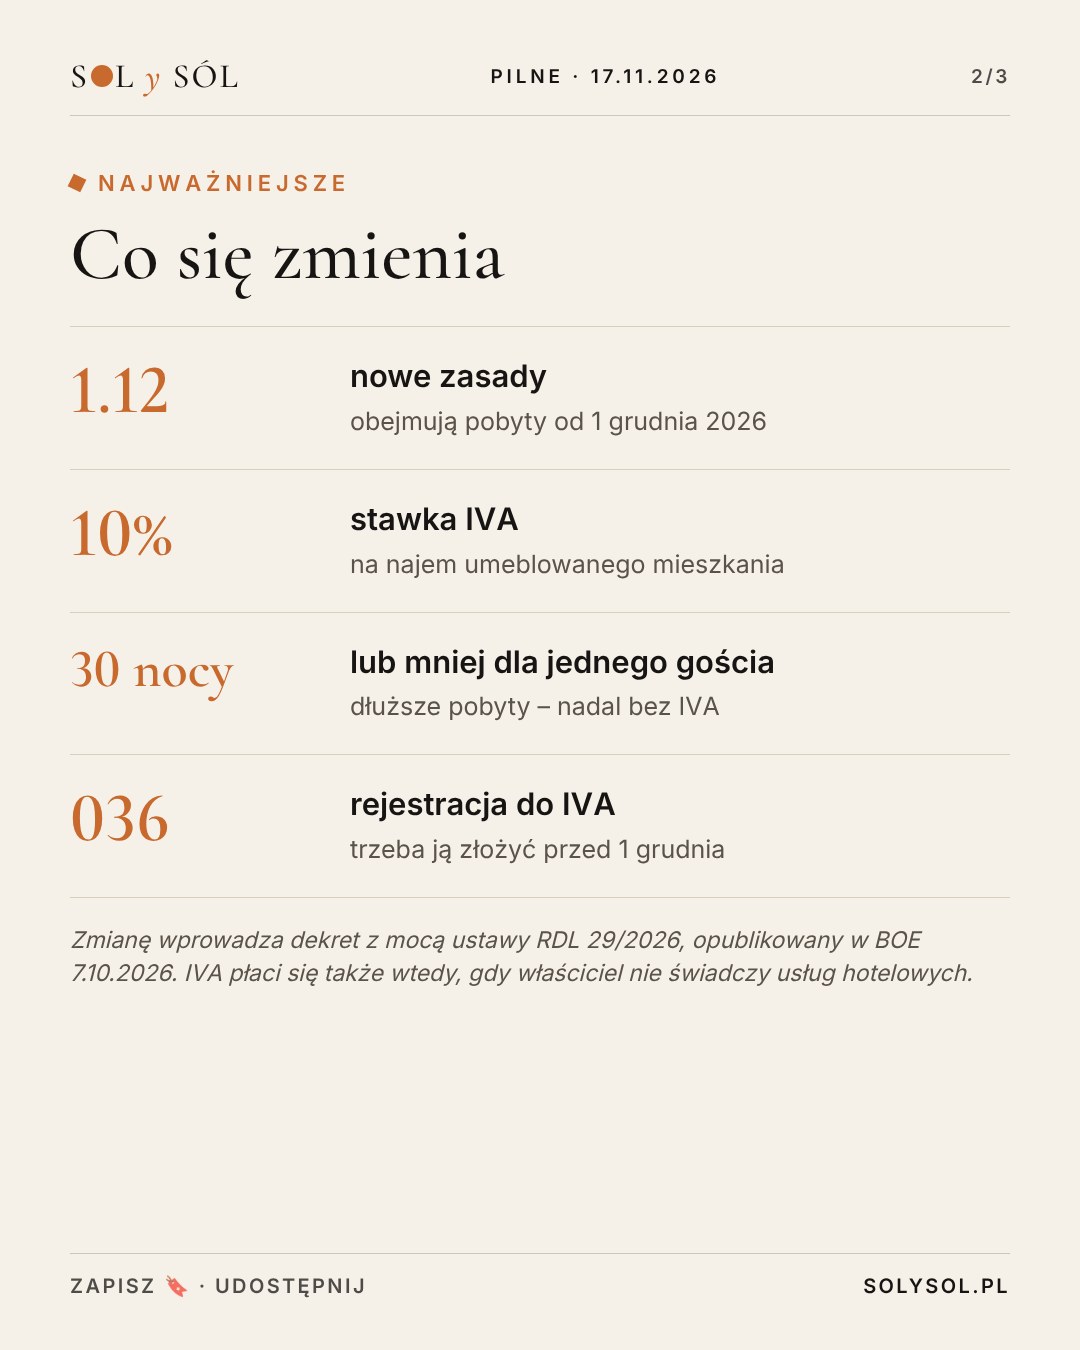 SOL y SÓL
PILNE · 17.11.2026
2/3
NAJWAŻNIEJSZE
Co się zmienia
1.12
nowe zasady
obejmują pobyty od 1 grudnia 2026
10%
stawka IVA
na najem umeblowanego mieszkania
30 nocy
lub mniej dla jednego gościa
dłuższe pobyty – nadal bez IVA
036
rejestracja do IVA
trzeba ją złożyć przed 1 grudnia
Zmianę wprowadza dekret z mocą ustawy RDL 29/2026, opublikowany w BOE
7.10.2026. IVA płaci się także wtedy, gdy właściciel nie świadczy usług hotelowych.
ZAPISZ 🔖 · UDOSTĘPNIJ
SOLYSOL.PL